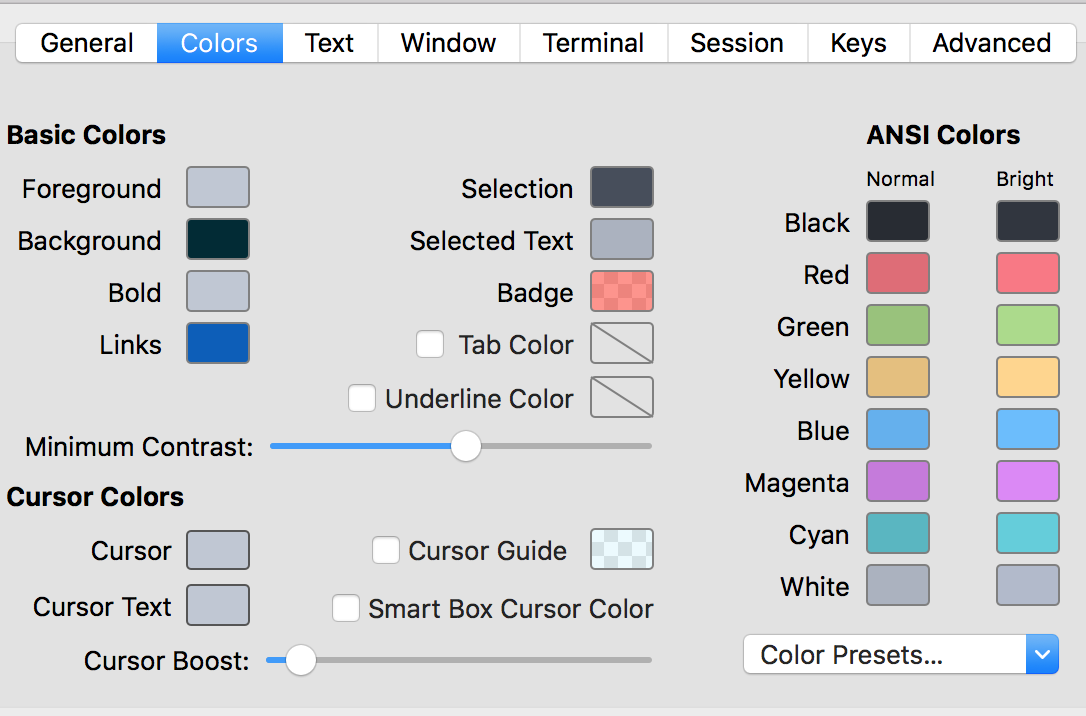 General Colors Text Window Terminal Session Keys Advanced
Basic Colors
Foreground
Background
Bold
Links
Selection
Selected Text
Badge
Tab Color
Underline Color
Minimum Contrast:
Cursor Colors
Cursor
Cursor Text
Cursor Guide
Smart Box Cursor Color
Cursor Boost:
ANSI Colors
Normal Bright
Black
Red
Green
Yellow
Blue
Magenta
Cyan
White
Color Presets...